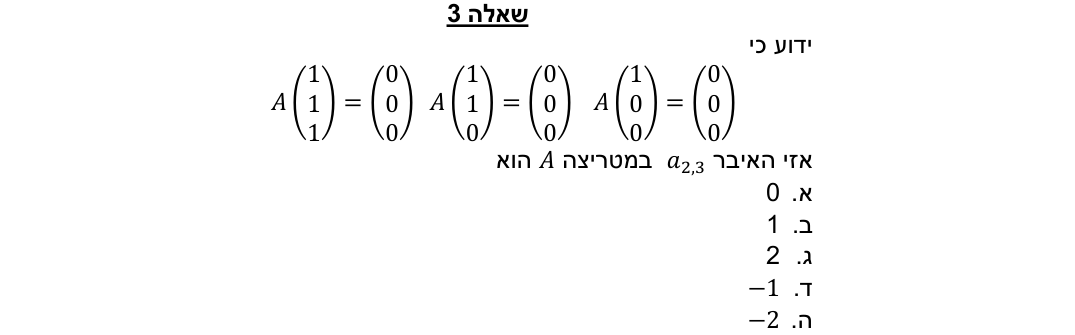 שאלה 3
ידוע כי
A(1 1 1) = (0 0 0) A(1 1 0) = (0 0 0) A(1 0 0) = (0 0 0)
אזי האיבר a₂,₃ במטריצה A הוא
א. 0
ב. 1
ג. 2
ד. −1
ה. −2